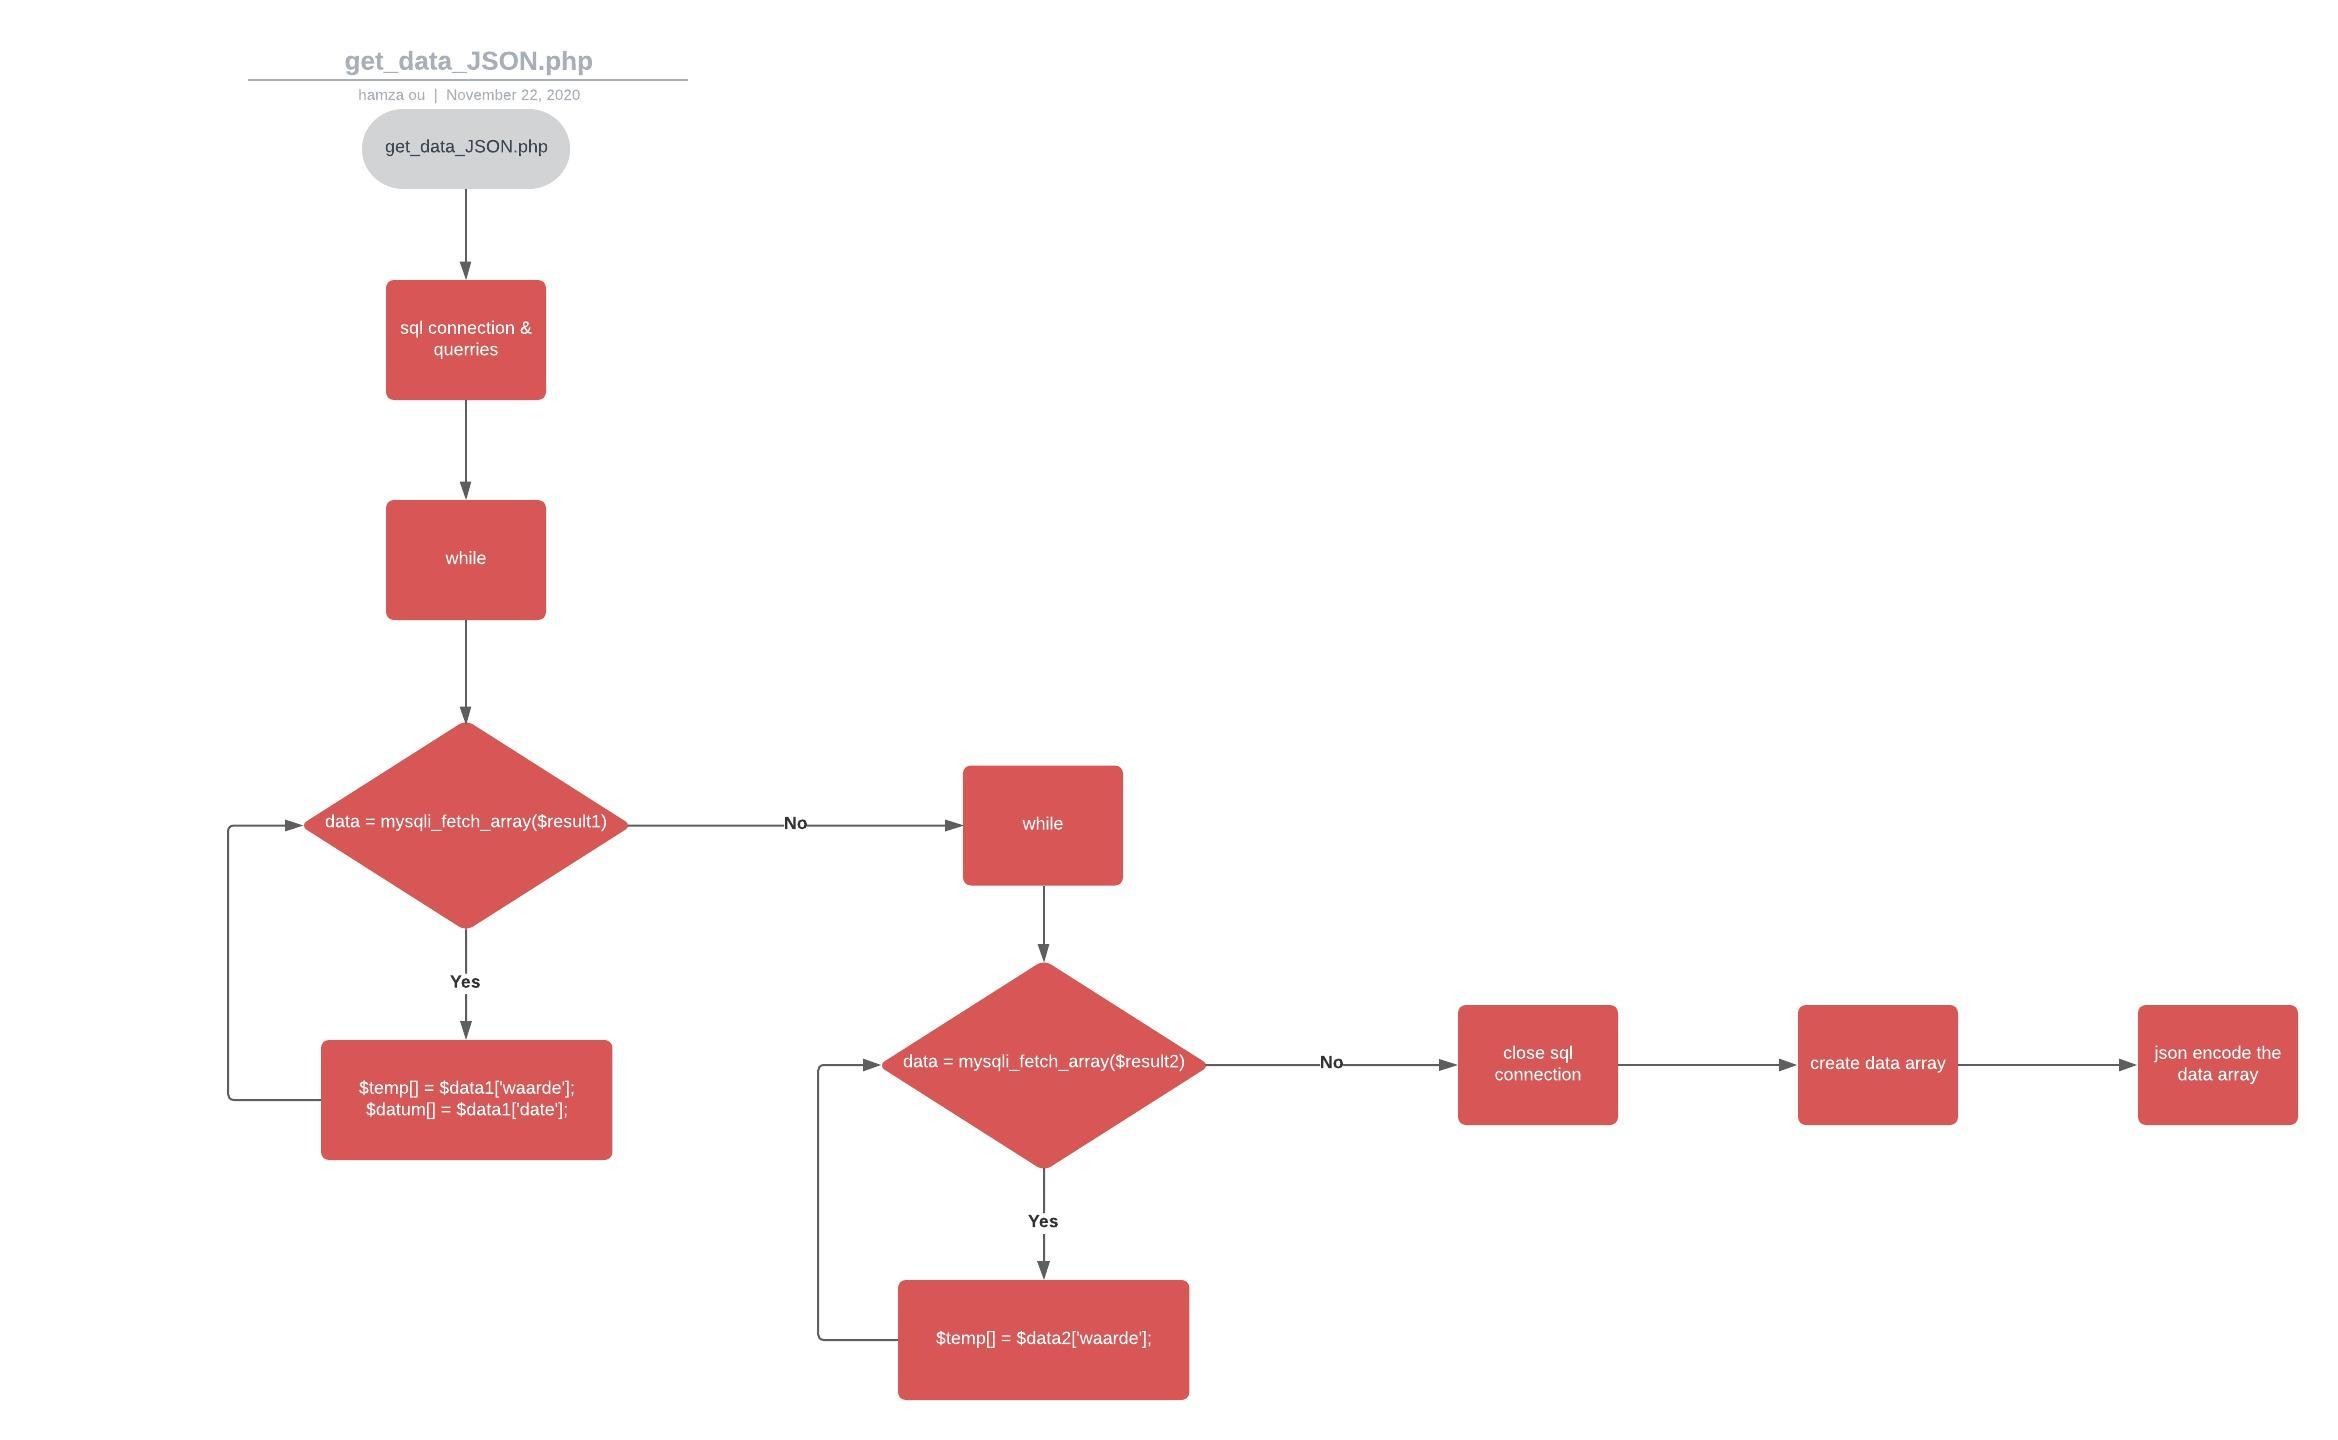 get_data_JSON.php
hamza ou | November 22, 2020
get_data_JSON.php
sql connection &
querries
while
data = mysqli_fetch_array($result1)
No
while
Yes
$temp[] = $data1['waarde'];
$datum[] = $data1['date'];
data = mysqli_fetch_array($result2)
No
close sql
connection
create data array
json encode the
data array
Yes
$temp[] = $data2['waarde'];